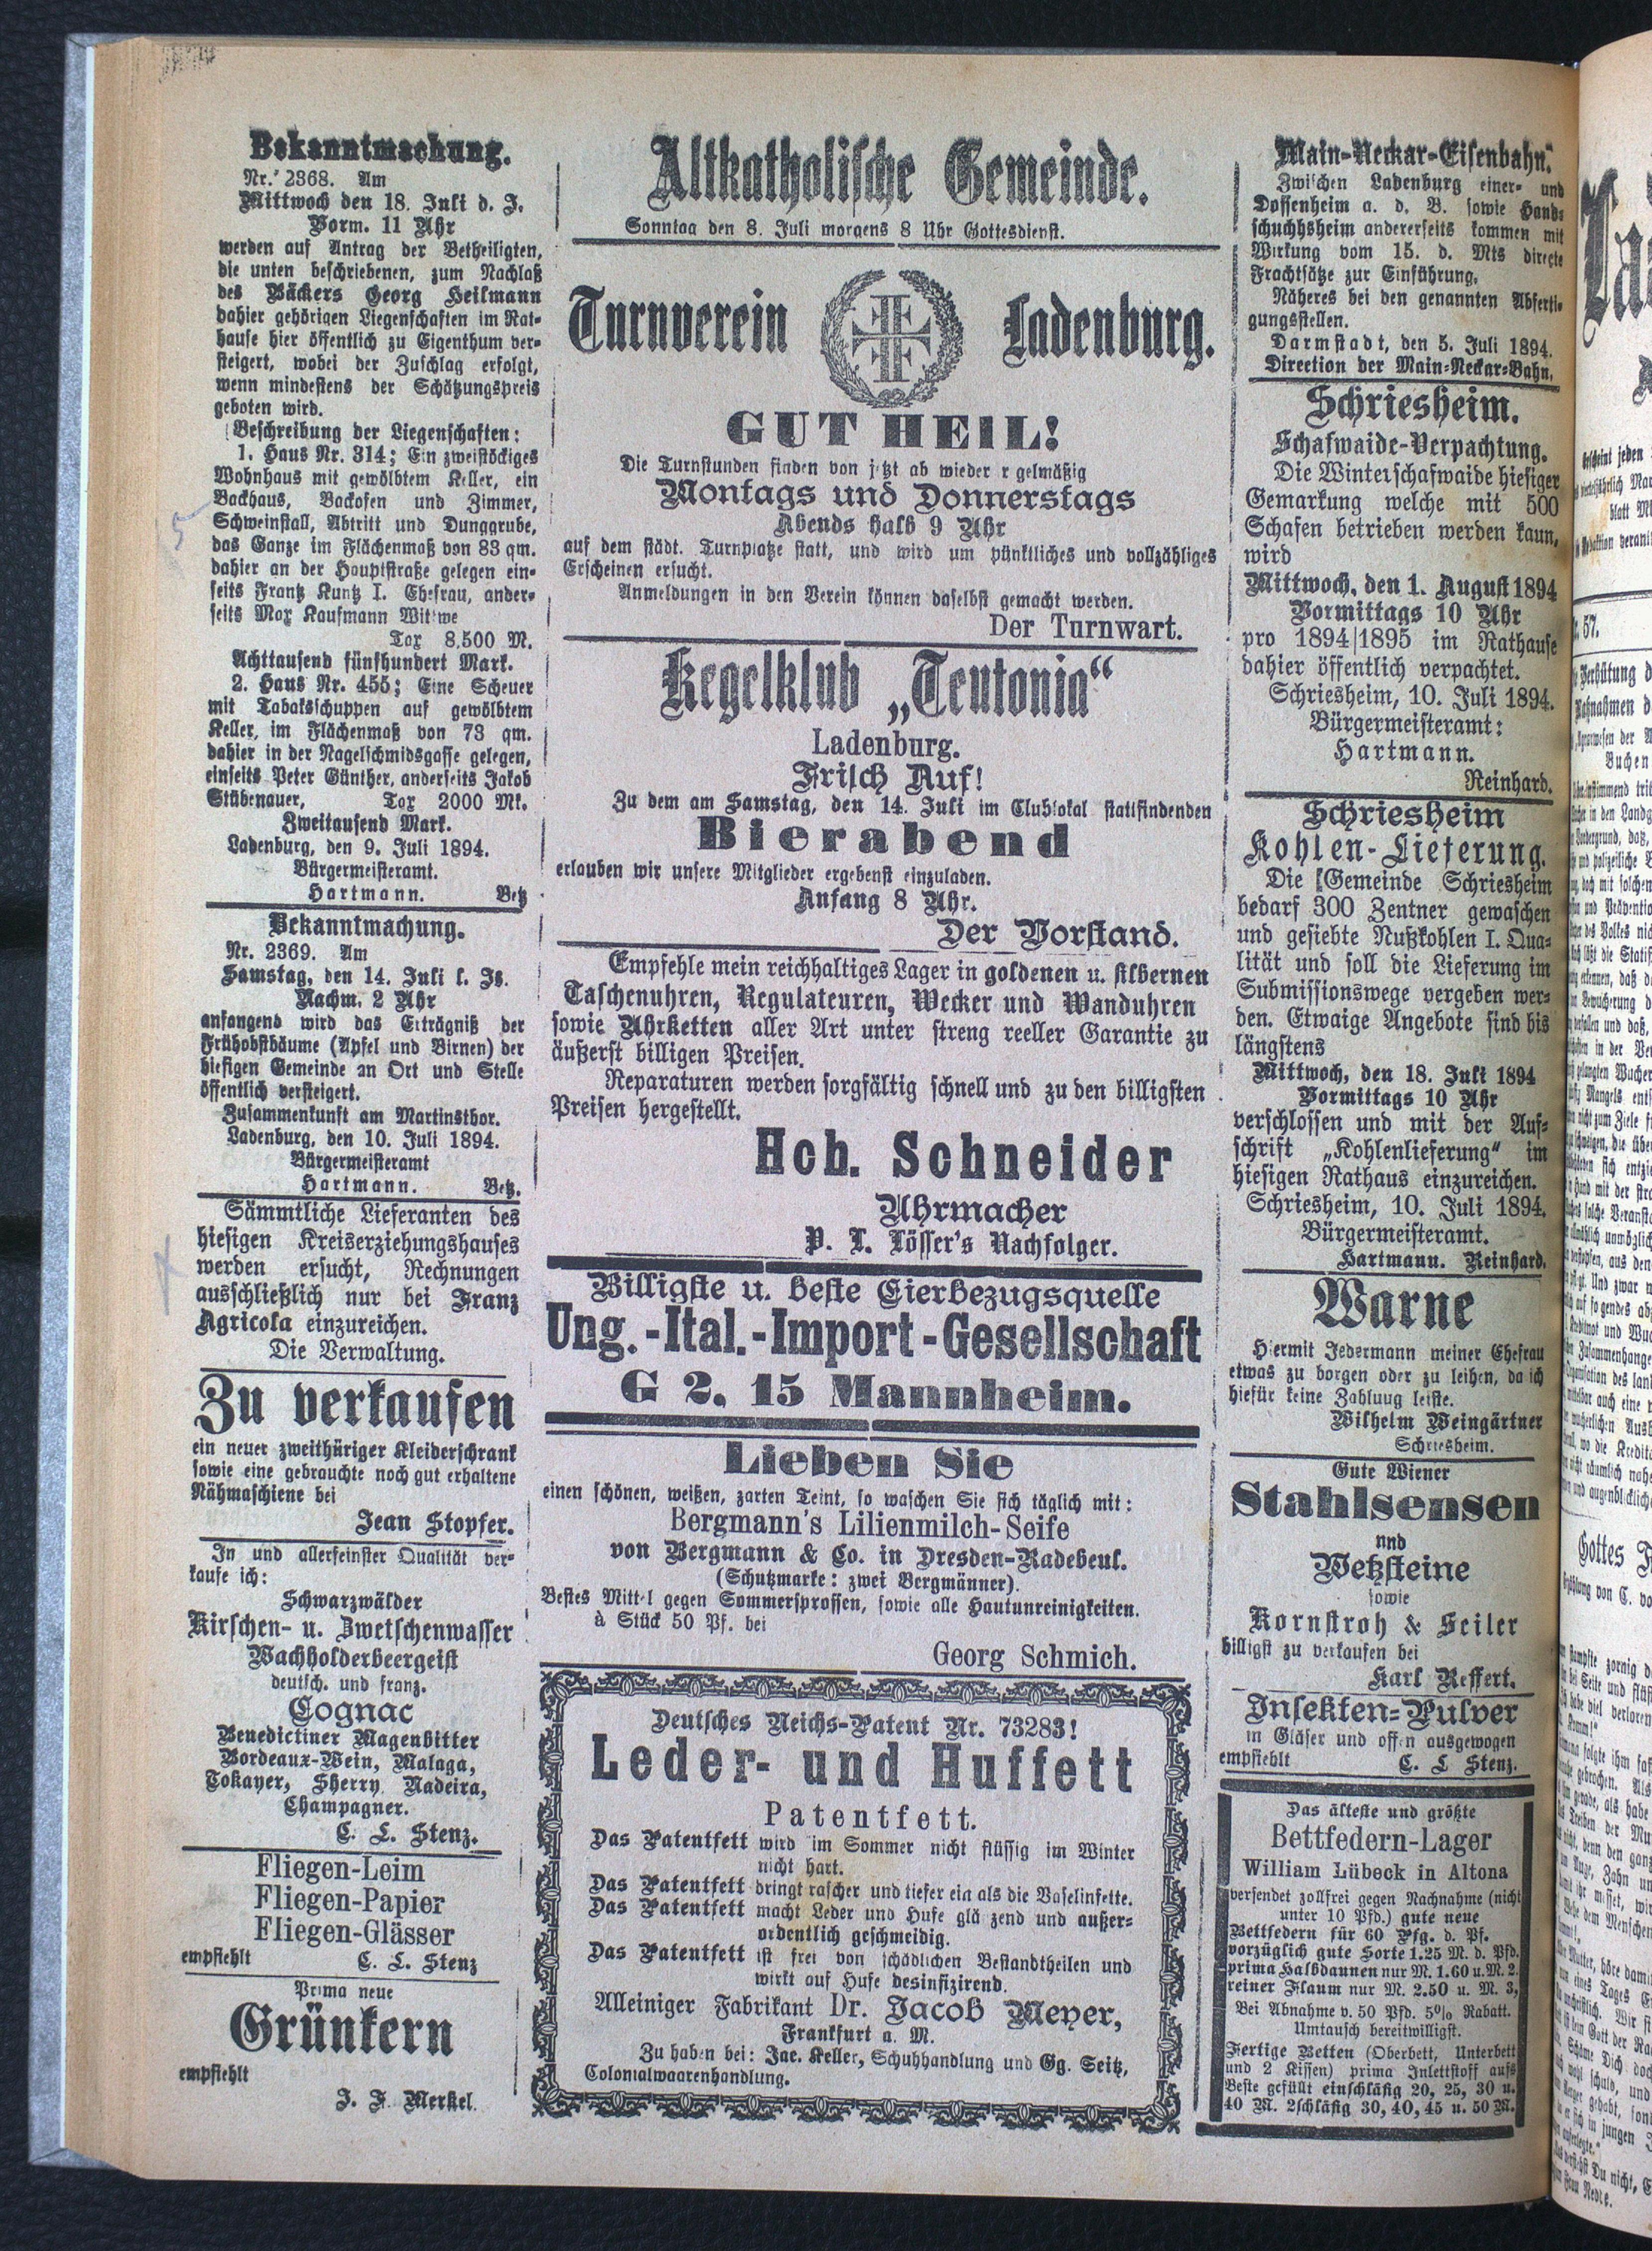 Bekanntmachung.
Nr. 2368. Am
Mittwoch den 18. Juli d. J.
Vorm. 11 Uhr
werden auf Antrag der Betheiligten,
die unten beschriebenen, zum Nachlaß
des Bäckers Georg Heilmann
dahier gehörigen Liegenschaften im Rat-
hause hier öffentlich zu Eigenthum ver-
steigert, wobei der Zuschlag erfolgt,
wenn mindestens der Schätzungspreis
geboten wird.
Beschreibung der Liegenschaften:
1. Haus Nr. 314; Ein zweistöckiges
Wohnhaus mit gewölbtem Keller, ein
Backhaus, Backofen und Zimmer,
Schweinstall, Abtritt und Dunggrube,
das Ganze im Flächenmaß von 83 qm.
dahier an der Hauptstraße gelegen ein-
seits Frantz Kuntz I. Ehefrau, ander-
seits Max Kaufmann Wittwe
Tax 8,500 M.
Achttausend fünfhundert Mark.
2. Haus Nr. 455; Eine Scheuer
mit Tabaksschuppen auf gewölbtem
Keller, im Flächenmaß von 73 qm.
dahier in der Nagelschmidsgasse gelegen,
einseits Peter Günther, anderseits Jakob
Stübenauer, Tax 2000 Mk.
Zweitausend Mark.
Ladenburg, den 9. Juli 1894.
Bürgermeisteramt.
Hartmann. Betz
Bekanntmachung.
Nr. 2369. Am
Samstag, den 14. Juli l. Js.
Nachm. 2 Uhr
anfangend wird das Erträgniß der
Frühobstbäume (Apfel und Birnen) der
hiesigen Gemeinde an Ort und Stelle
öffentlich versteigert.
Zusammenkunft am Martinsthor.
Ladenburg, den 10. Juli 1894.
Bürgermeisteramt
Hartmann. Betz.
Sämmtliche Lieferanten des
hiesigen Kreiserziehungshauses
werden ersucht, Rechnungen
ausschließlich nur bei Franz
Agricola einzureichen.
Die Verwaltung.
Zu verkaufen
ein neuer zweithüriger Kleiderschrank
sowie eine gebrauchte noch gut erhaltene
Nähmaschiene bei
Jean Stopfer.
In und allerfeinster Qualität ver-
kaufe ich:
Schwarzwälder
Kirschen- u. Zwetschenwasser
Wachholderbeergeist
deutsch. und franz.
Cognac
Benedictiner Magenbitter
Bordeaux-Wein, Malaga,
Tokayer, Sherry Madeira,
Champagner.
C. L. Stenz.
Fliegen-Leim
Fliegen-Papier
Fliegen-Glässer
empfiehlt C. L. Stenz
Prima neue
Grünkern
empfiehlt
J. F. Merkel
Altkatholische Gemeinde.
Sonntag den 8. Juli morgens 8 Uhr Gottesdienst.
Turnverein Ladenburg.
GUT HEIL!
Die Turnstunden finden von jetzt ab wieder r gelmäßig
Montags und Donnerstags
Abends halb 9 Uhr
auf dem städt. Turnplatze statt, und wird um pünktliches und vollzähliges
Erscheinen ersucht.
Anmeldungen in den Verein können daselbst gemacht werden.
Der Turnwart.
Kegelklub „Teutonia“
Ladenburg.
Frisch Auf!
Zu dem am Samstag, den 14. Juli im Clublokal stattfindenden
Bierabend
erlauben wir unsere Mitglieder ergebenst einzuladen.
Anfang 8 Uhr.
Der Vorstand.
Empfehle mein reichhaltiges Lager in goldenen u. silbernen
Taschenuhren, Regulateuren, Wecker und Wanduhren
sowie Uhrketten aller Art unter streng reeller Garantie zu
äußerst billigen Preisen.
Reparaturen werden sorgfältig schnell und zu den billigsten
Preisen hergestellt.
Hch. Schneider
Uhrmacher
P. L. Lösser's Nachfolger.
Billigste u. beste Eierbezugsquelle
Ung.-Ital.-Import-Gesellschaft
G 2, 15 Mannheim.
Lieben Sie
einen schönen, weißen, zarten Teint, so waschen Sie sich täglich mit:
Bergmann's Lilienmilch-Seife
von Bergmann & Co. in Dresden-Radebeul.
(Schutzmarke: zwei Bergmänner).
Bestes Mittel gegen Sommersprossen, sowie alle Hautunreinigkeiten.
à Stück 50 Pf. bei
Georg Schmich.
Deutsches Reichs-Patent Nr. 73283!
Leder- und Huffett
Patentfett.
Das Patentfett wird im Sommer nicht flüssig im Winter
nicht hart.
Das Patentfett dringt rascher und tiefer ein als die Vaselinfette.
Das Patentfett macht Leder und Hufe glä zend und außer-
ordentlich geschmeidig.
Das Patentfett ist frei von schädlichen Bestandtheilen und
wirkt auf Hufe desinfizirend.
Alleiniger Fabrikant Dr. Jacob Meyer,
Frankfurt a. M.
Zu haben bei: Jac. Keller, Schuhhandlung und Gg. Seitz,
Colonialwaarenhandlung.
Main-Neckar-Eisenbahn.
Zwischen Ladenburg einer- und
Dossenheim a. d. B. sowie Hand-
schuchhsheim andererseits kommen mit
Wirkung vom 15. d. Mts directe
Frachtsätze zur Einführung.
Näheres bei den genannten Abferti-
gungsstellen.
Darmstadt, den 5. Juli 1894.
Direction der Main-Neckar-Bahn.
Schriesheim.
Schafwaide-Verpachtung.
Die Winterschafwaide hiesiger
Gemarkung welche mit 500
Schafen betrieben werden kaun,
wird
Mittwoch, den 1. August 1894
Vormittags 10 Uhr
pro 1894|1895 im Rathause
dahier öffentlich verpachtet.
Schriesheim, 10. Juli 1894.
Bürgermeisteramt:
Hartmann.
Reinhard.
Schriesheim
Kohlen-Lieferung.
Die Gemeinde Schriesheim
bedarf 300 Zentner gewaschen
und gesiebte Nußkohlen I. Qua-
lität und soll die Lieferung im
Submissionswege vergeben wer-
den. Etwaige Angebote sind bis
längstens
Mittwoch, den 18. Juli 1894
Vormittags 10 Uhr
verschlossen und mit der Auf-
schrift „Kohlenlieferung“ im
hiesigen Rathaus einzureichen.
Schriesheim, 10. Juli 1894.
Bürgermeisteramt.
Hartmann. Reinhard.
Warne
Hiermit Jedermann meiner Ehefrau
etwas zu borgen oder zu leihen, da ich
hiefür keine Zahluug leiste.
Wilhelm Weingärtner
Schriesheim.
Gute Wiener
Stahlsensen
nnd
Wetzsteine
sowie
Kornstroh & Seiler
billigst zu verkaufen bei
Karl Reffert.
Insekten-Pulver
in Gläser und offen ausgewogen
empfiehlt C. L Stenz.
Das älteste und größte
Bettfedern-Lager
William Lübeck in Altona
versendet zollfrei gegen Nachnahme (nicht
unter 10 Pfd.) gute neue
Bettfedern für 60 Pfg. d. Pf.
vorzüglich gute Sorte 1.25 M. d. Pfd.
prima Halbdaunen nur M. 1.60 u. M. 2.
reiner Flaum nur M. 2.50 u. M. 3,
Bei Abnahme v. 50 Pfd. 5% Rabatt.
Umtausch bereitwilligst.
Fertige Betten (Oberbett, Unterbett
und 2 Kissen) prima Inlettstoff aufs
Beste gefüllt einschläfig 20, 25, 30 u.
40 M. 2schläfig 30, 40, 45 u. 50 M.